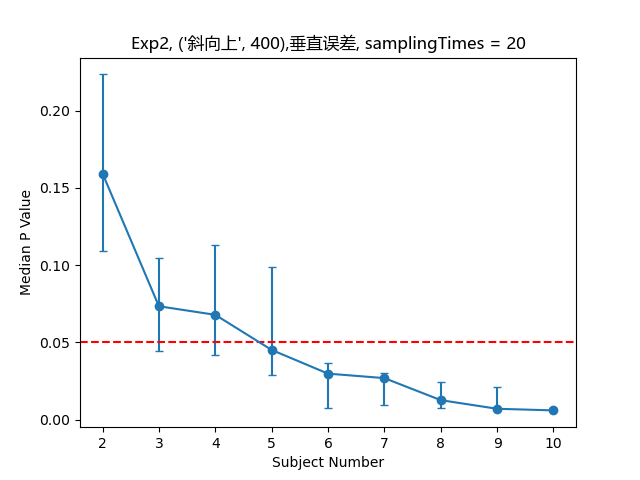 Exp2, ('斜向上', 400),垂直误差, samplingTimes = 20
0.20
0.15
0.10
0.05
0.00
Median P Value
2 3 4 5 6 7 8 9 10
Subject Number